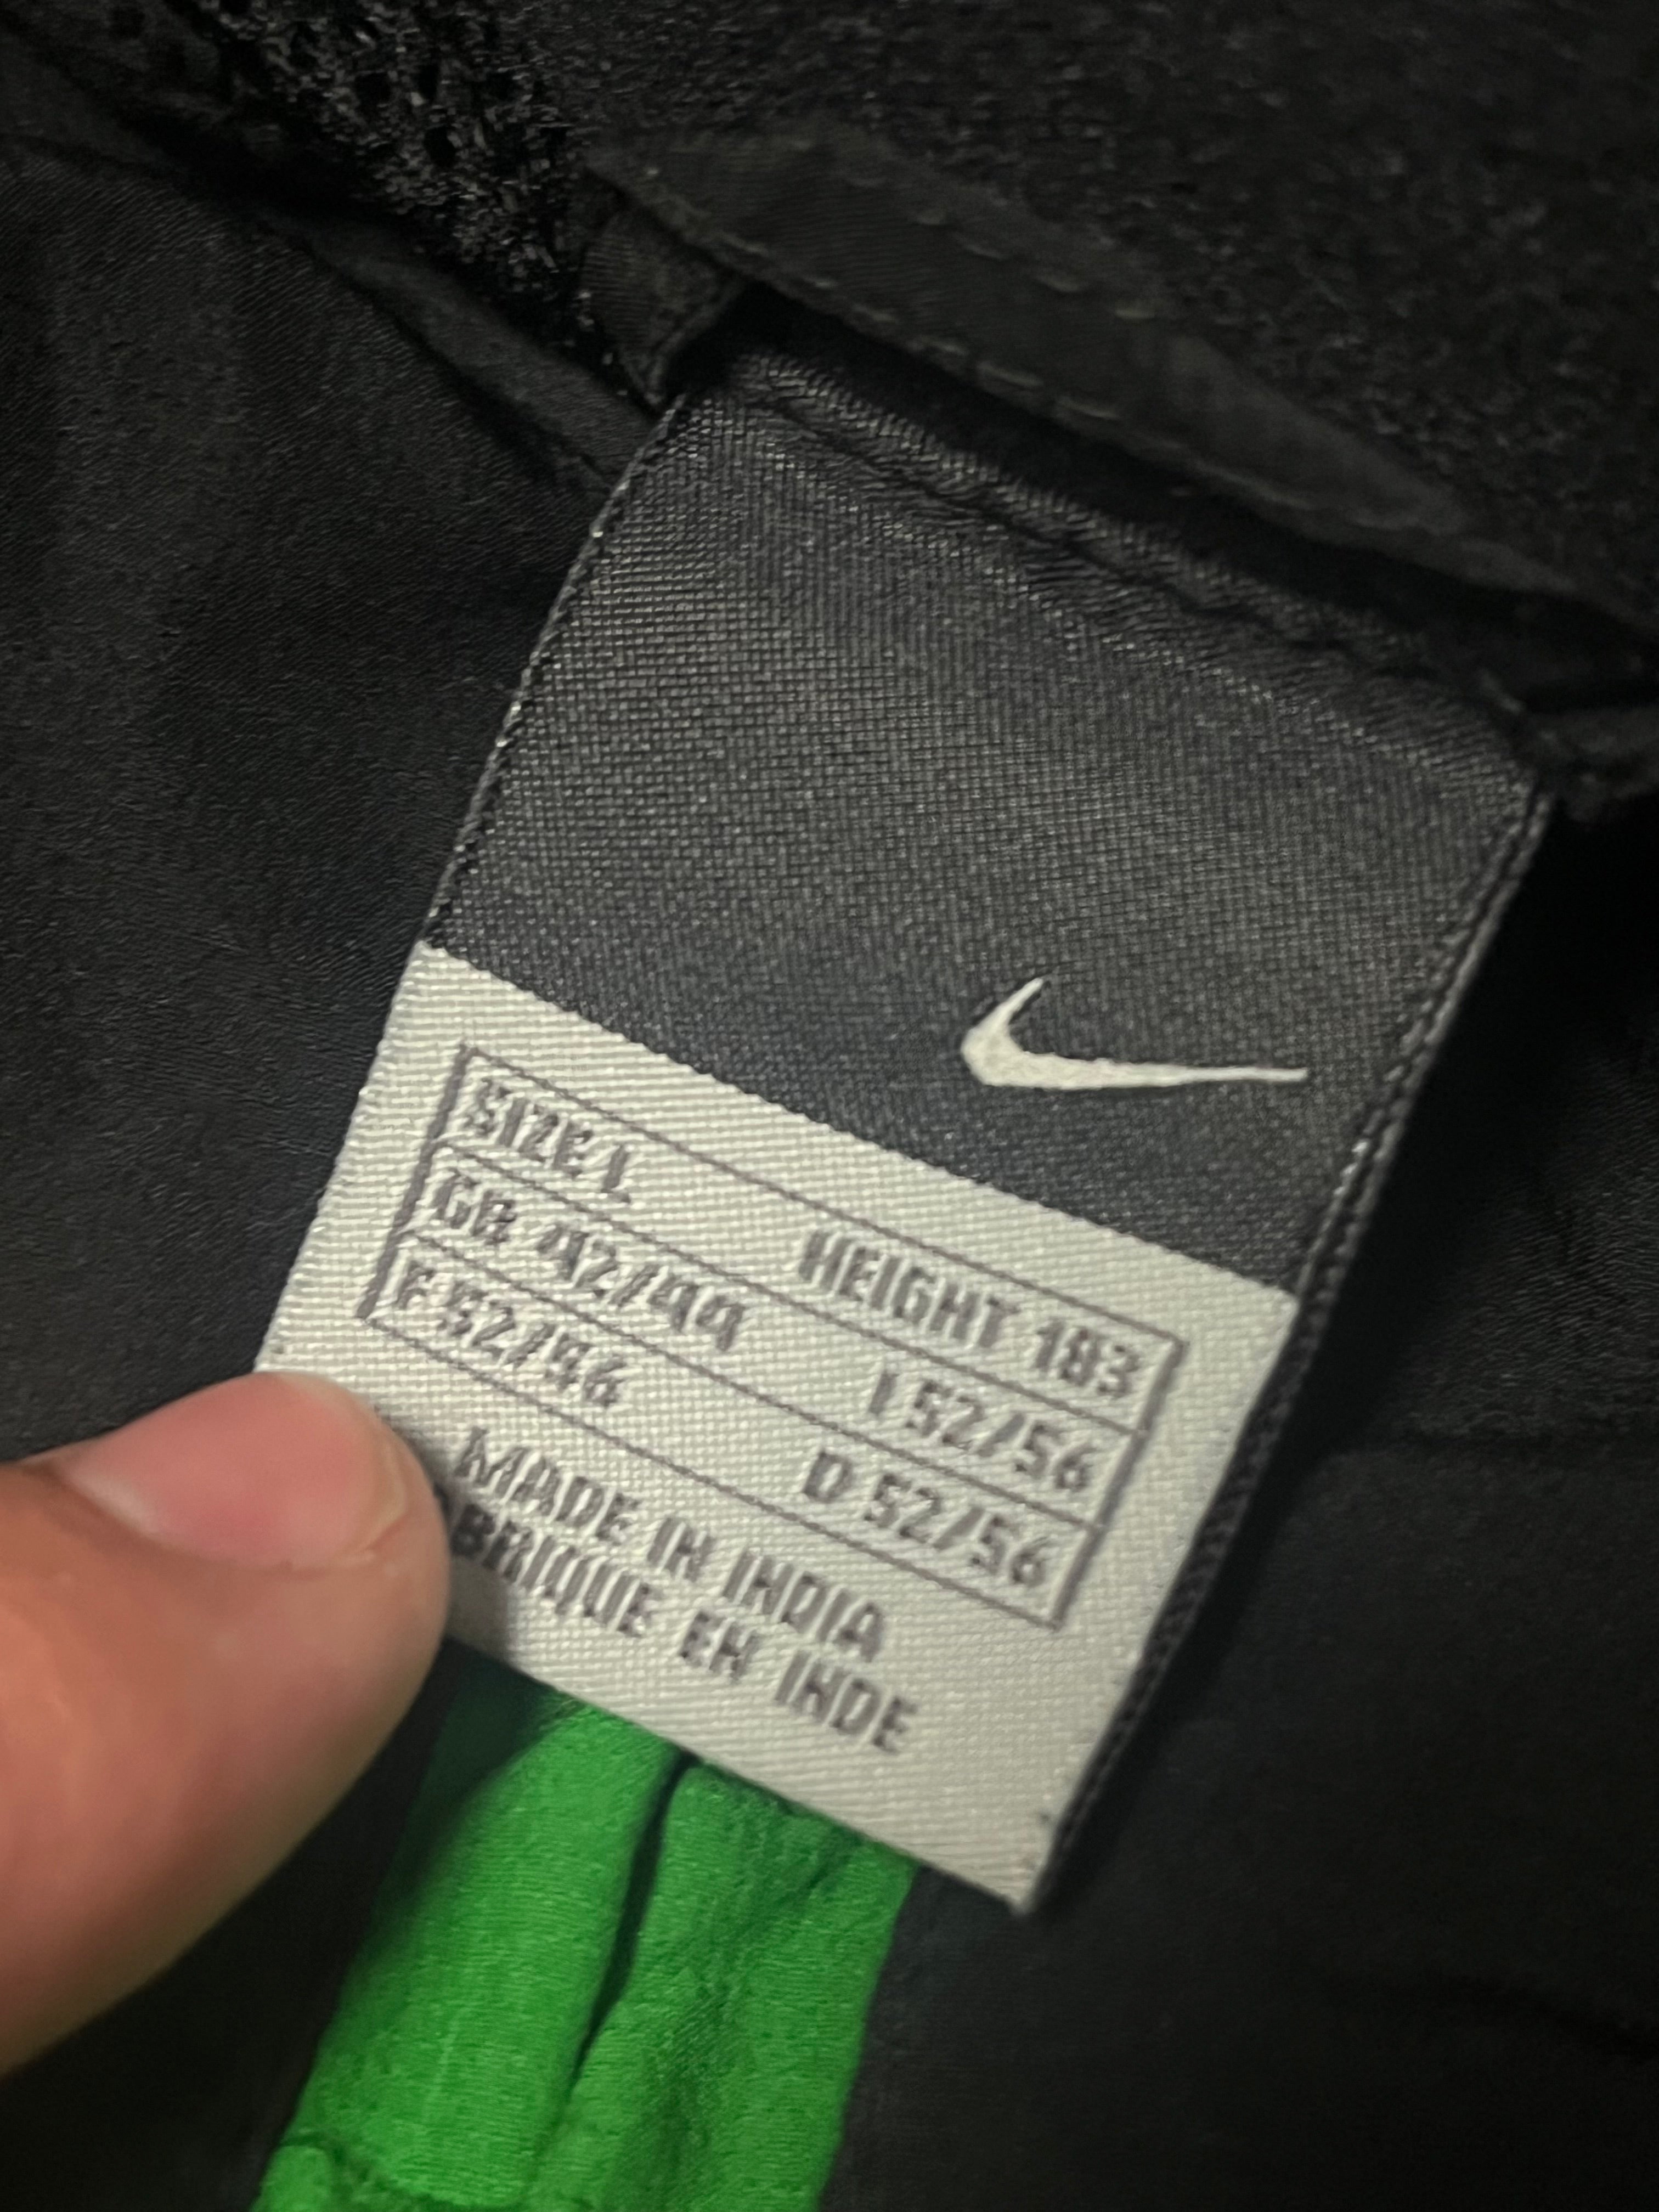 SIZE L HEIGHT 183
GB 42/44 I 52/56
F 52/56 D 52/56
MADE IN INDIA
BRIQUE EN INDE